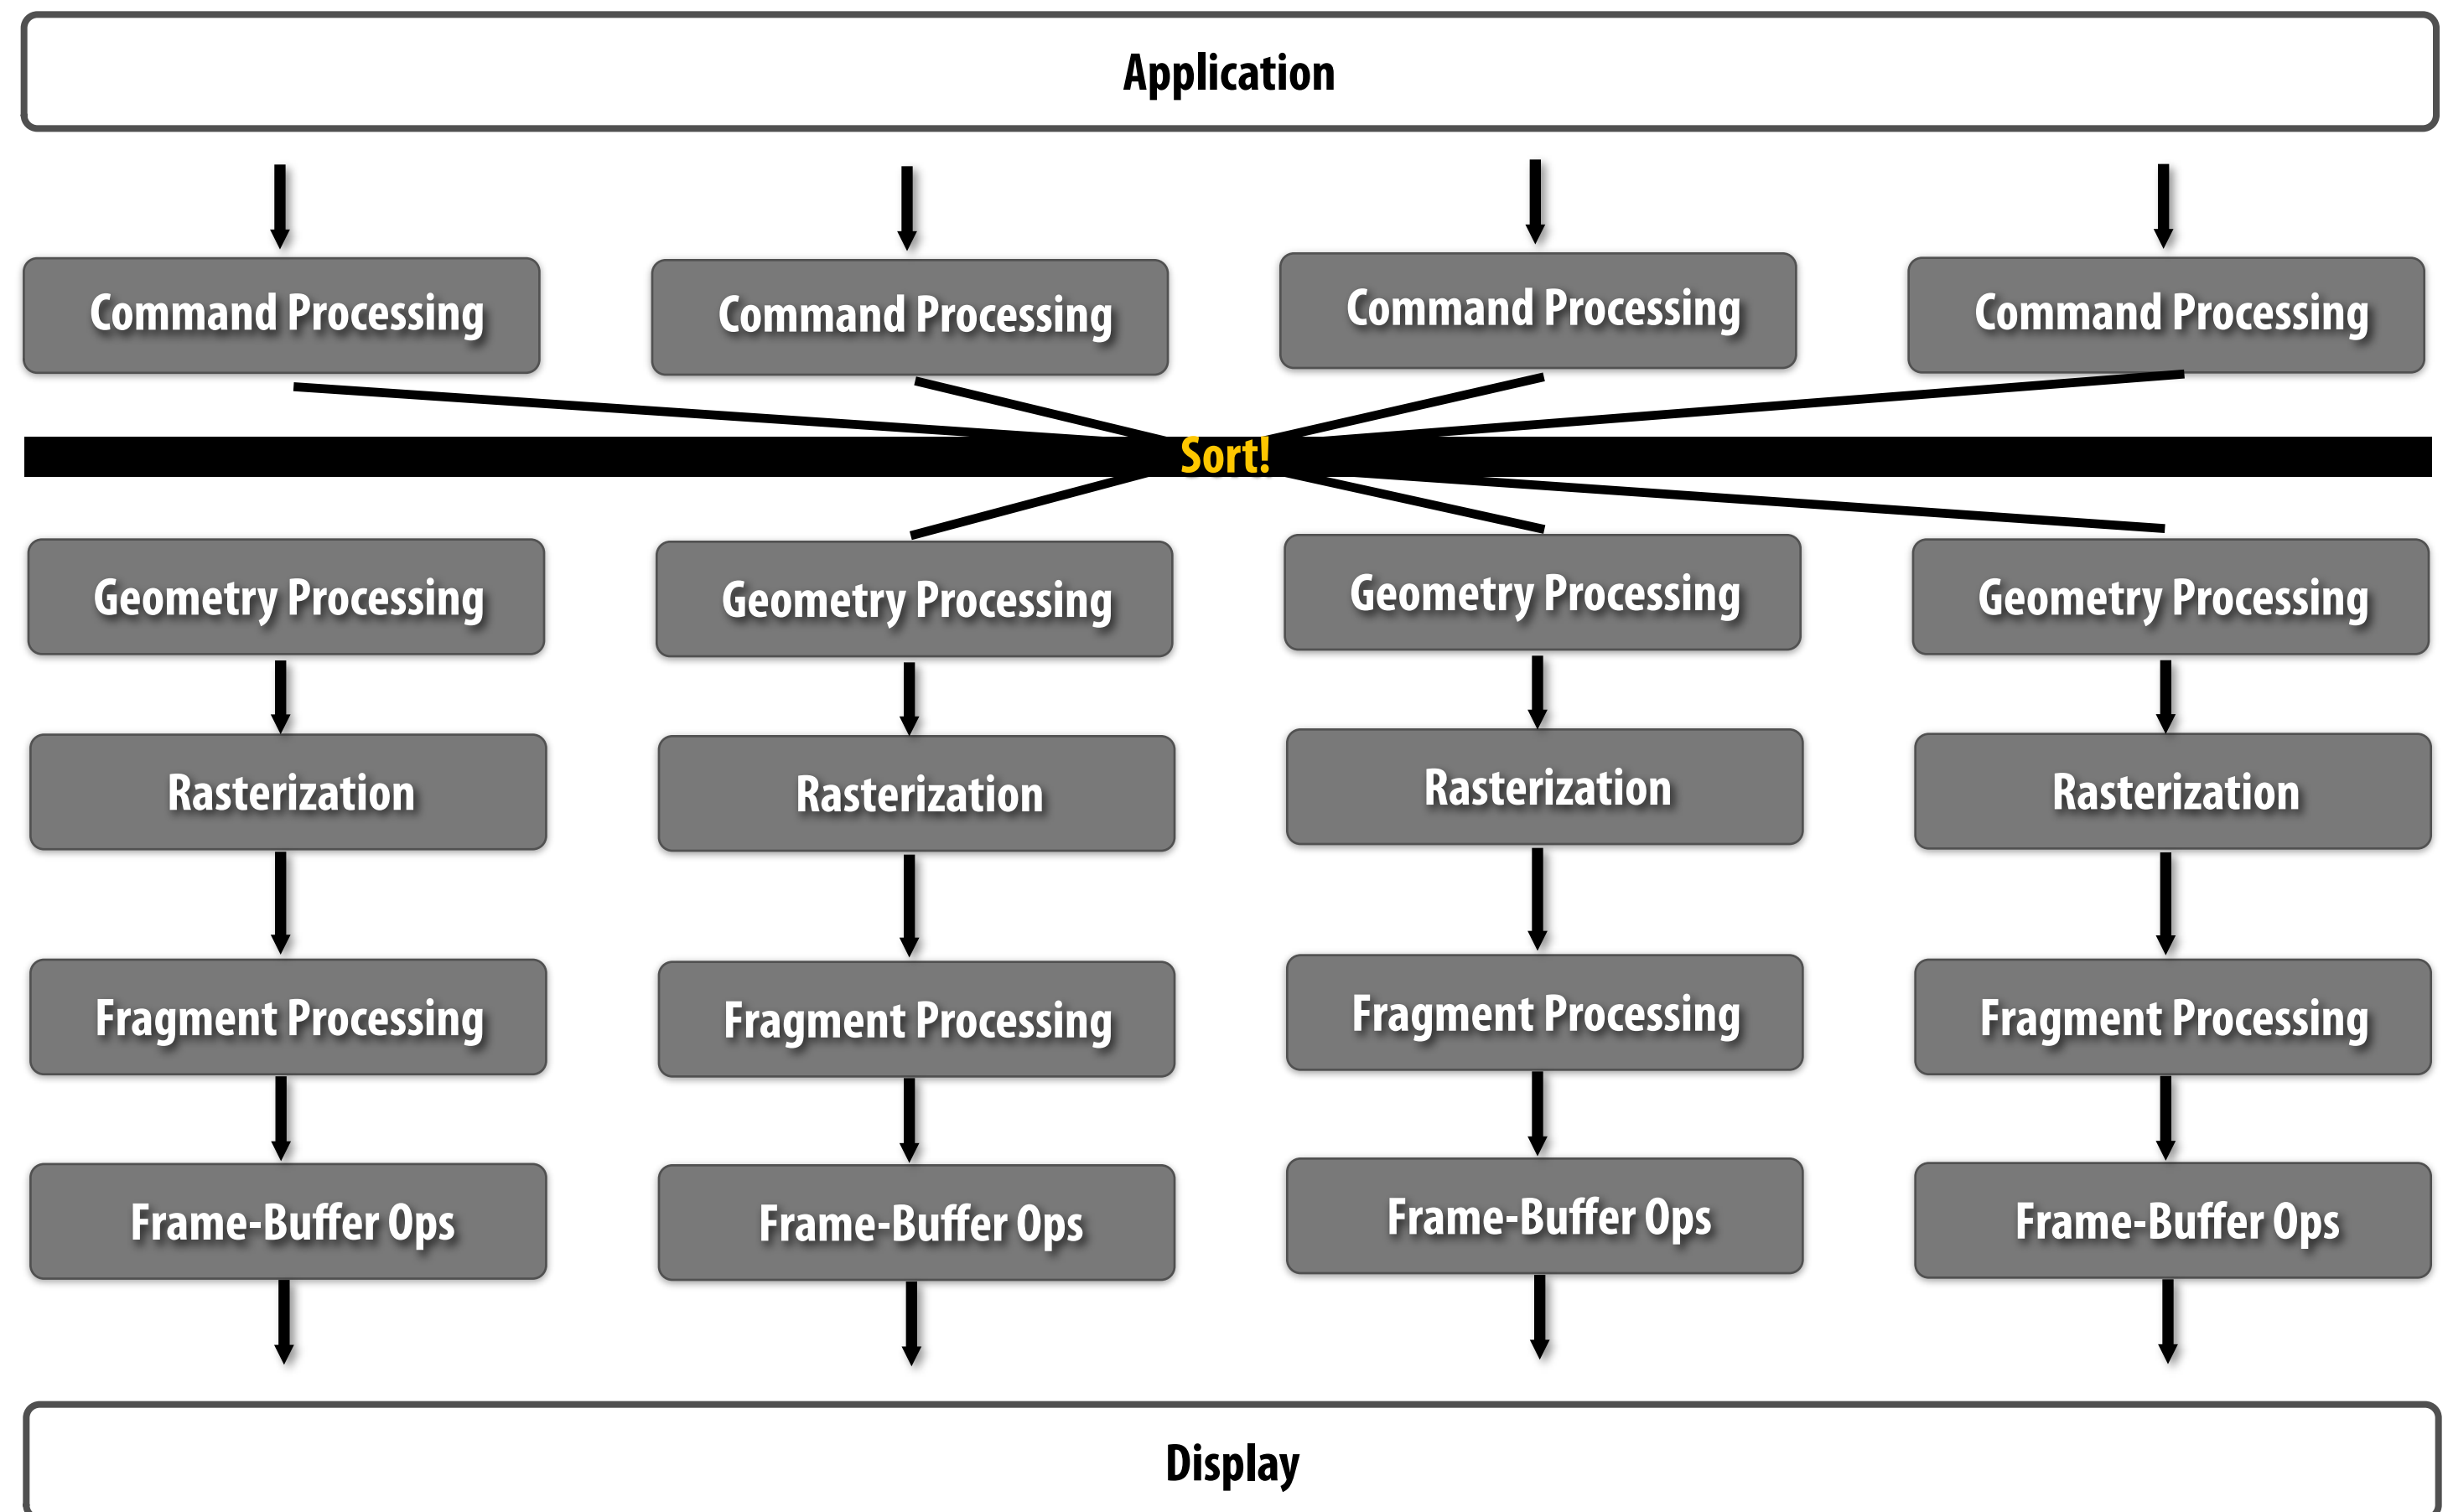 Application
Command Processing
Command Processing
Command Processing
Command Processing
Sort!
Geometry Processing
Geometry Processing
Geometry Processing
Geometry Processing
Rasterization
Rasterization
Rasterization
Rasterization
Fragment Processing
Fragment Processing
Fragment Processing
Fragment Processing
Frame-Buffer Ops
Frame-Buffer Ops
Frame-Buffer Ops
Frame-Buffer Ops
Display